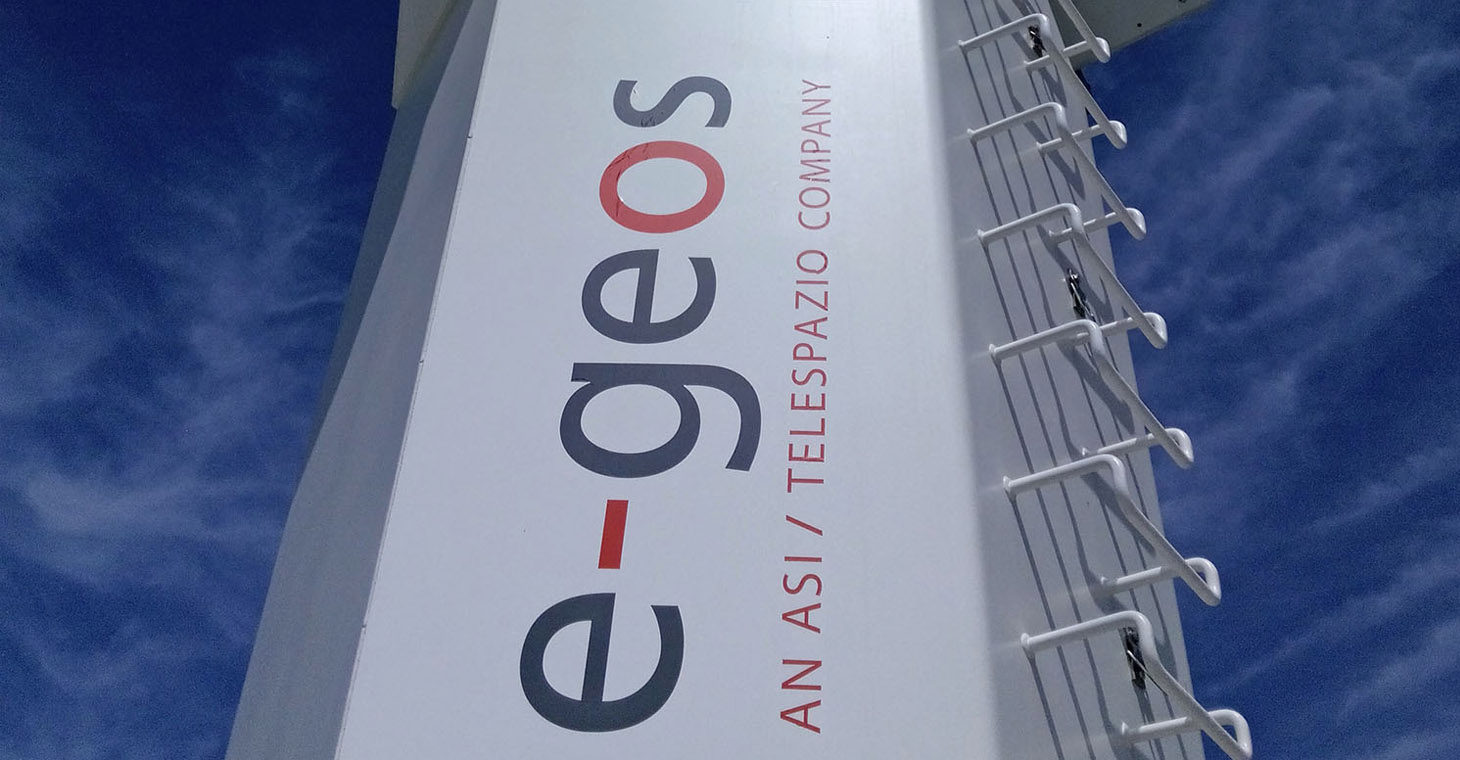 e-geos
AN ASI / TELESPAZIO COMPANY